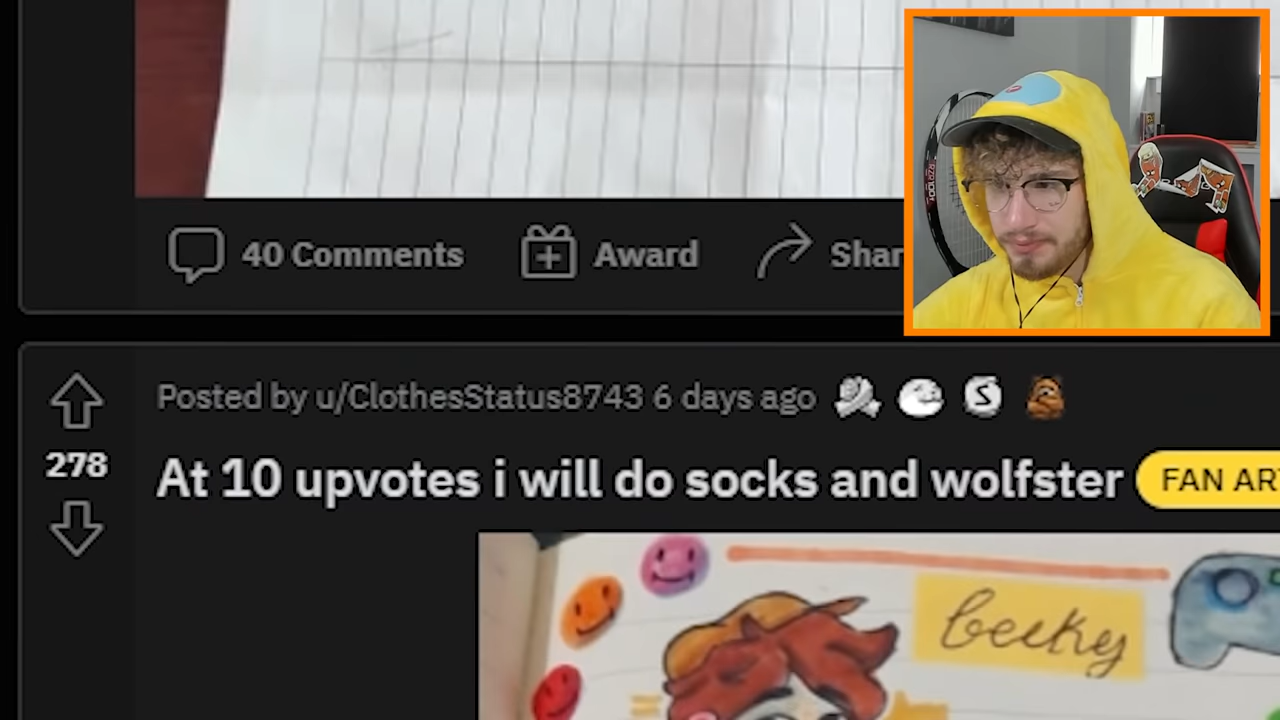 40 Comments
Award
Shar
Posted by u/ClothesStatus8743 6 days ago
278
At 10 upvotes i will do socks and wolfster
FAN AR
becky